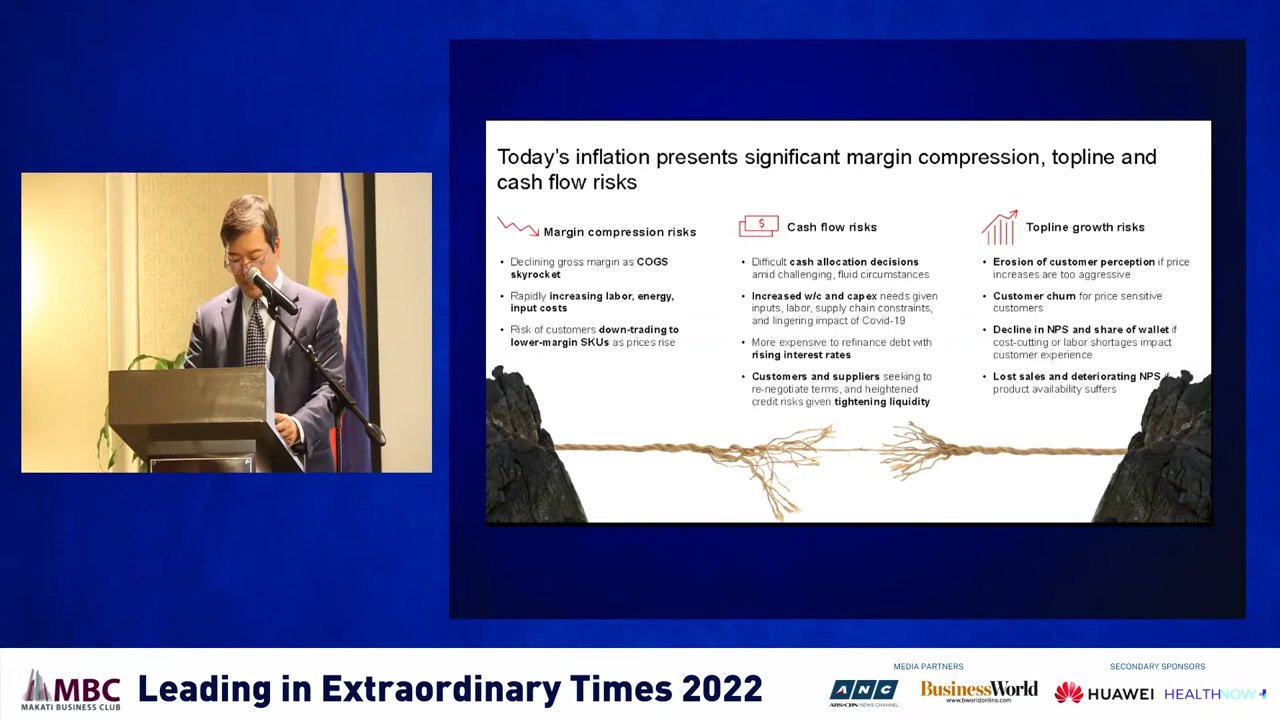 Today's inflation presents significant margin compression, topline and
cash flow risks
Margin compression risks
• Declining gross margin as COGS
skyrocket
• Rapidly increasing labor, energy,
input costs
• Risk of customers down-trading to
lower-margin SKUs as prices rise
$
Cash flow risks
• Difficult cash allocation decisions
amid challenging, fluid circumstances
• Increased w/c and capex needs given
inputs, labor, supply chain constraints,
and lingering impact of Covid-19
• More expensive to refinance debt with
rising interest rates
• Customers and suppliers seeking to
re-negotiate terms, and heightened
credit risks given tightening liquidity
Topline growth risks
• Erosion of customer perception if price
increases are too aggressive
• Customer churn for price sensitive
customers
• Decline in NPS and share of wallet if
cost-cutting or labor shortages impact
customer experience
• Lost sales and deteriorating NPS if
product availability suffers
MBC
MAKATI BUSINESS CLUB
Leading in Extraordinary Times 2022
MEDIA PARTNERS
ANC
ABS-CBN NEWS CHANNEL
BusinessWorld
www.bworldonline.com
SECONDARY SPONSORS
HUAWEI
HEALTHNOW